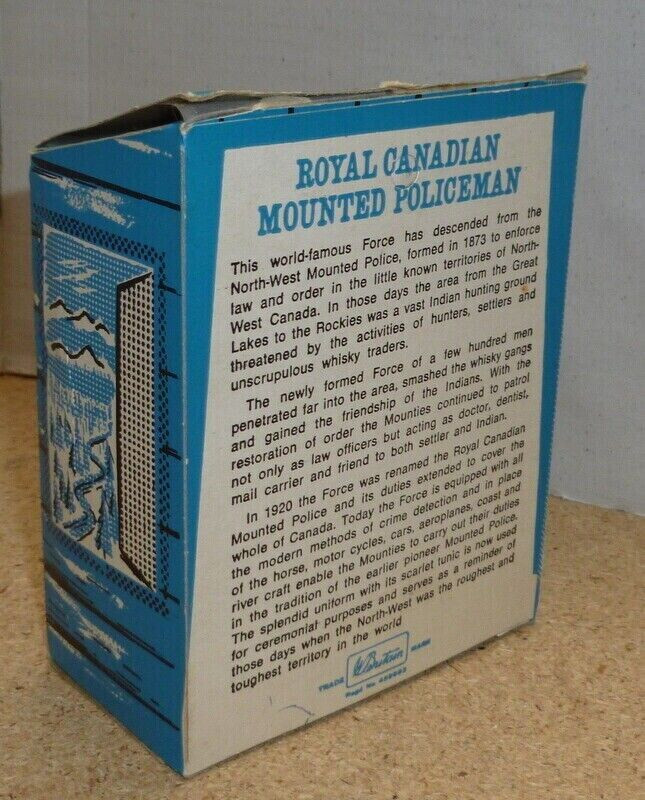 ROYAL CANADIAN
MOUNTED POLICEMAN
This world-famous Force has descended from the
North-West Mounted Police, formed in 1873 to enforce
law and order in the little known territories of North-
West Canada. In those days the area from the Great
Lakes to the Rockies was a vast Indian hunting ground
threatened by the activities of hunters, settlers and
unscrupulous whisky traders.
The newly formed Force of a few hundred men
penetrated far into the area, smashed the whisky gangs
and gained the friendship of the Indians. With the
restoration of order the Mounties continued to patrol
not only as law officers but acting as doctor, dentist,
mail carrier and friend to both settler and Indian.
In 1920 the Force was renamed the Royal Canadian
Mounted Police and its duties extended to cover the
whole of Canada. Today the Force is equipped with all
the modern methods of crime detection and in place
of the horse, motor cycles, cars, aeroplanes, coast and
river craft enable the Mounties to carry out their duties
in the tradition of the earlier pioneer Mounted Police.
The splendid uniform with its scarlet tunic is now used
for ceremonial purposes and serves as a reminder of
those days when the North-West was the roughest and
toughest territory in the world
TRADE Britain MARK
Regd No